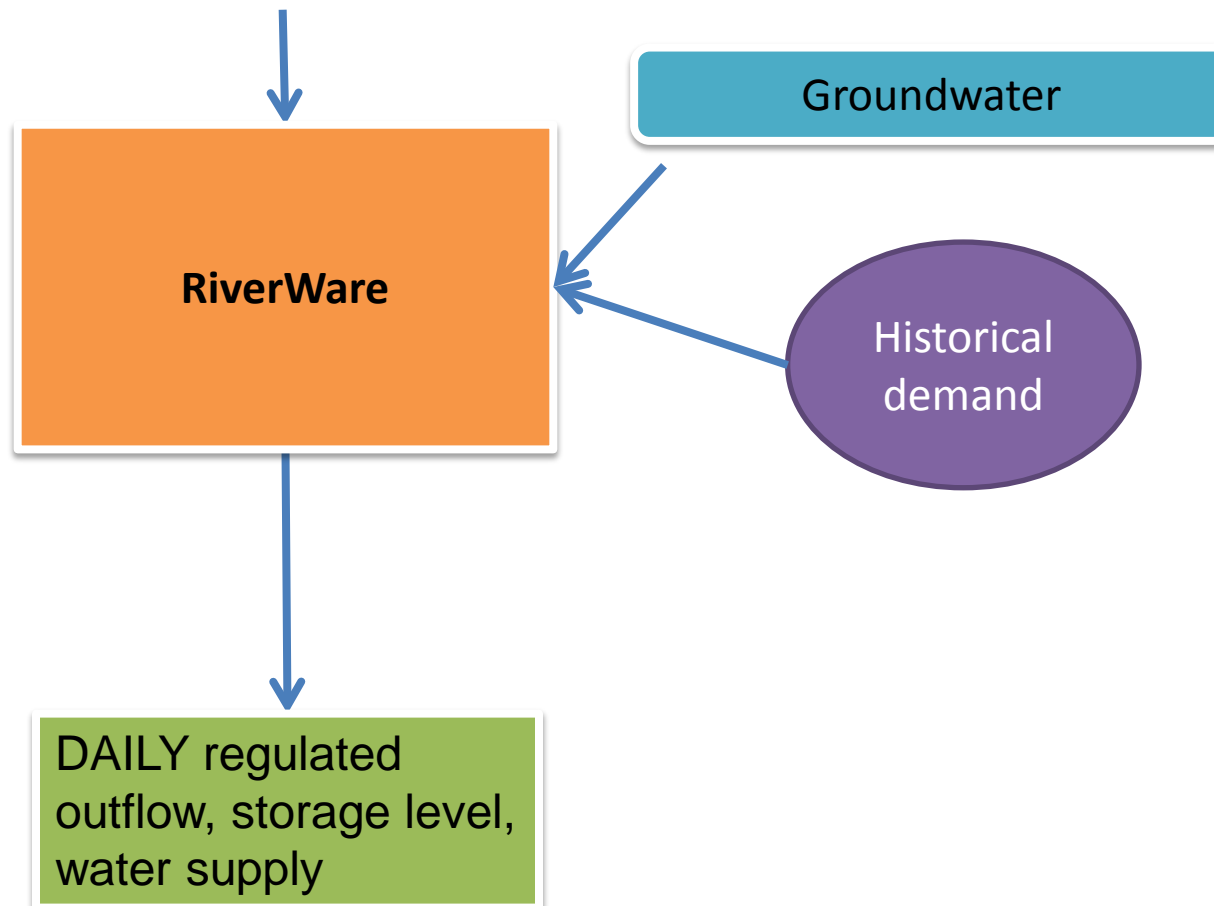 Groundwater
RiverWare
Historical
demand
DAILY regulated
outflow, storage level,
water supply